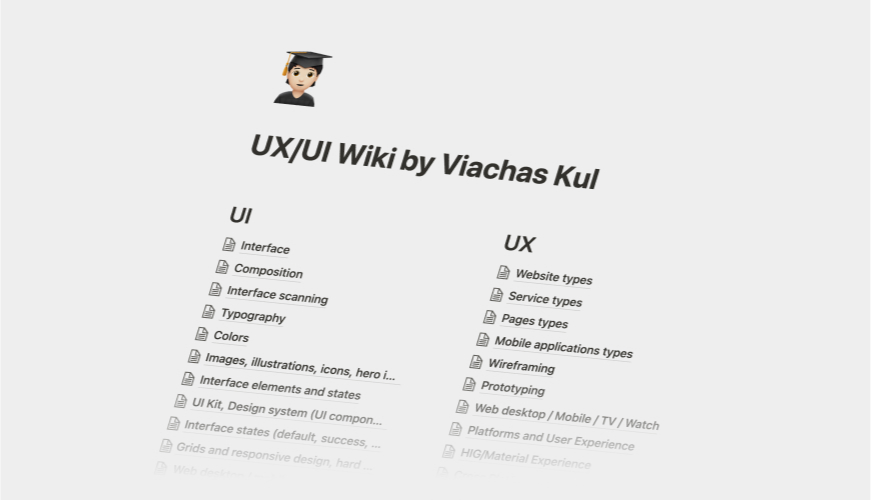 UX/UI Wiki by Viachas Kul
UI
Interface
Composition
Interface scanning
Typography
Colors
Images, illustrations, icons, hero i...
Interface elements and states
UI Kit, Design system (UI compon...
Interface states (default, success, ...
Grids and responsive design, hard ...
UX
Website types
Service types
Pages types
Mobile applications types
Wireframing
Prototyping
Web desktop / Mobile / TV / Watch
Platforms and User Experience
HIG/Material Experience